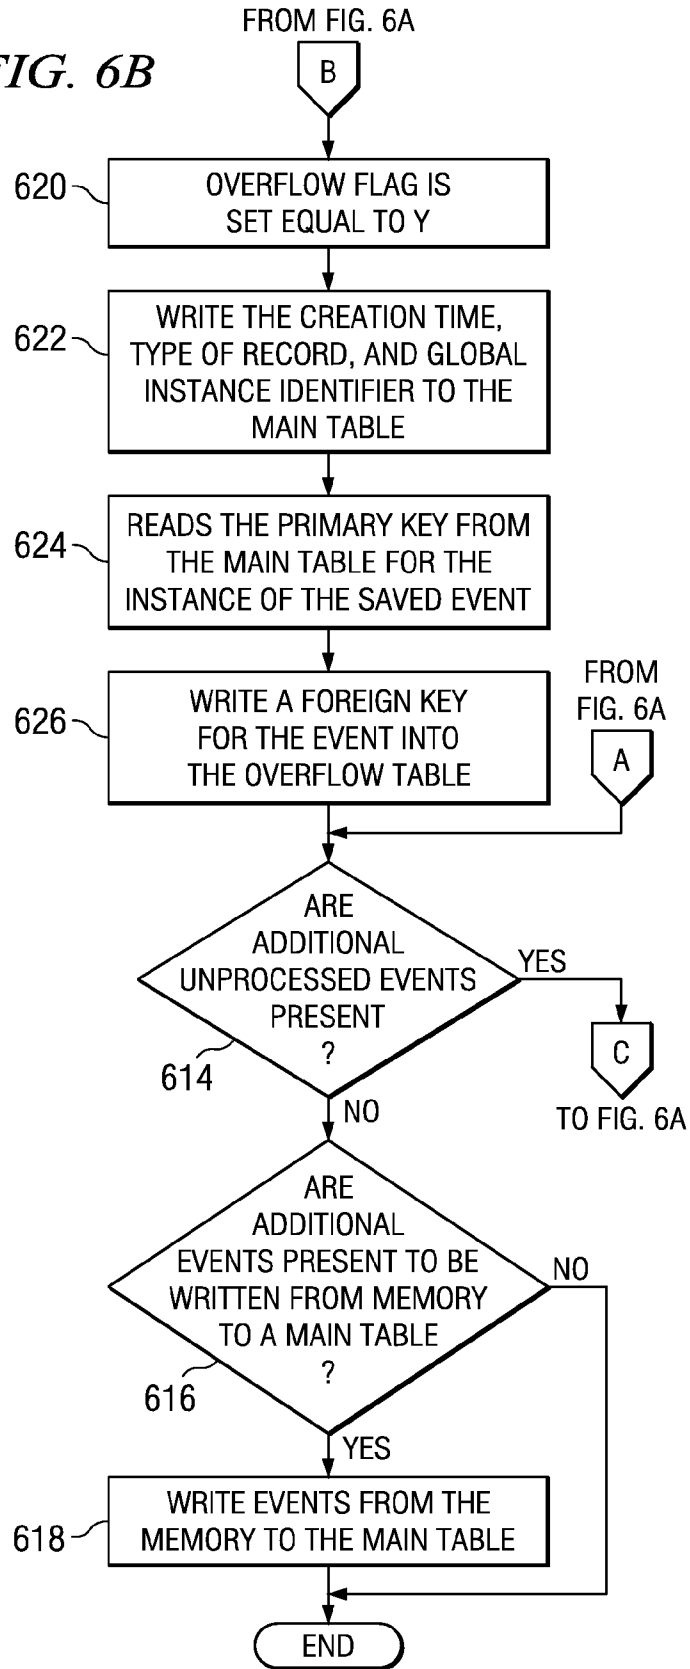 FROM FIG. 6A
FIG. 6B
B
620
OVERFLOW FLAG IS
SET EQUAL TO Y
622
WRITE THE CREATION TIME,
TYPE OF RECORD, AND GLOBAL
INSTANCE IDENTIFIER TO THE
MAIN TABLE
624
READS THE PRIMARY KEY FROM
THE MAIN TABLE FOR THE
INSTANCE OF THE SAVED EVENT
626
WRITE A FOREIGN KEY
FOR THE EVENT INTO
THE OVERFLOW TABLE
FROM
FIG. 6A
A
ARE
ADDITIONAL
UNPROCESSED EVENTS
PRESENT
?
614
YES
C
TO FIG. 6A
NO
ARE
ADDITIONAL
EVENTS PRESENT TO BE
WRITTEN FROM MEMORY
TO A MAIN TABLE
?
616
NO
YES
618
WRITE EVENTS FROM THE
MEMORY TO THE MAIN TABLE
END